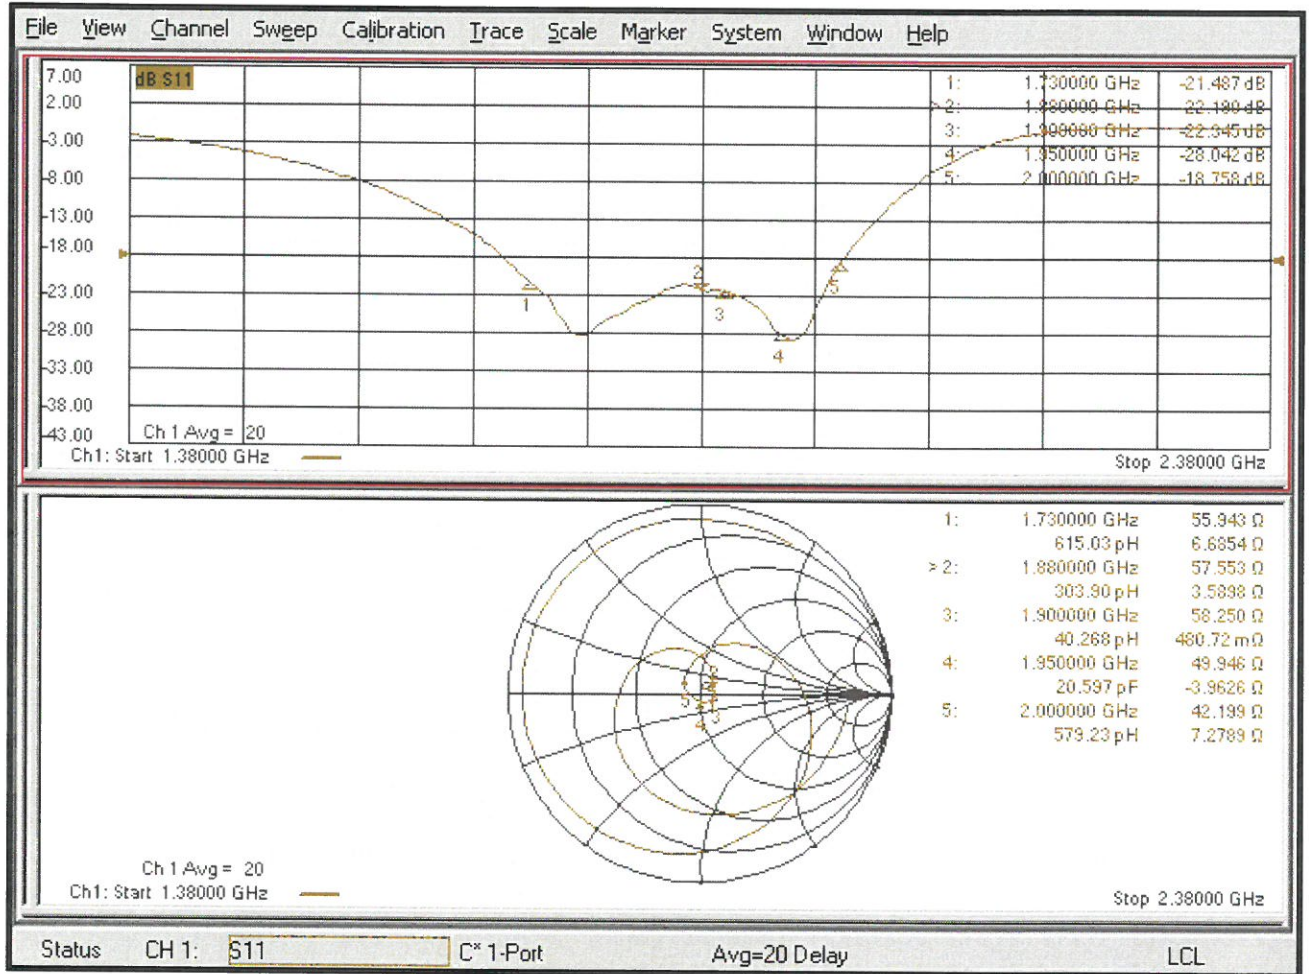 File View Channel Sweep Calibration Trace Scale Marker System Window Help
7.00
dB S11
2.00
-3.00
-8.00
-13.00
-18.00
-23.00
-28.00
-33.00
-38.00
-43.00
1: 1.730000 GHz -21.487 dB
>2: 1.880000 GHz -22.180 dB
3: 1.900000 GHz -22.345 dB
4: 1.950000 GHz -28.042 dB
5: 2.000000 GHz -18.758 dB
1
2
3
4
5
Ch 1 Avg = 20
Ch1: Start 1.38000 GHz
Stop 2.38000 GHz
1: 1.730000 GHz 55.943 Ω
615.03 pH 6.6854 Ω
>2: 1.880000 GHz 57.553 Ω
303.90 pH 3.5898 Ω
3: 1.900000 GHz 58.250 Ω
40.268 pH 480.72 mΩ
4: 1.950000 GHz 49.946 Ω
20.597 pF -3.9626 Ω
5: 2.000000 GHz 42.199 Ω
579.23 pH 7.2789 Ω
5
4
3
Ch 1 Avg = 20
Ch1: Start 1.38000 GHz
Stop 2.38000 GHz
Status CH 1: S11 C* 1-Port Avg=20 Delay LCL